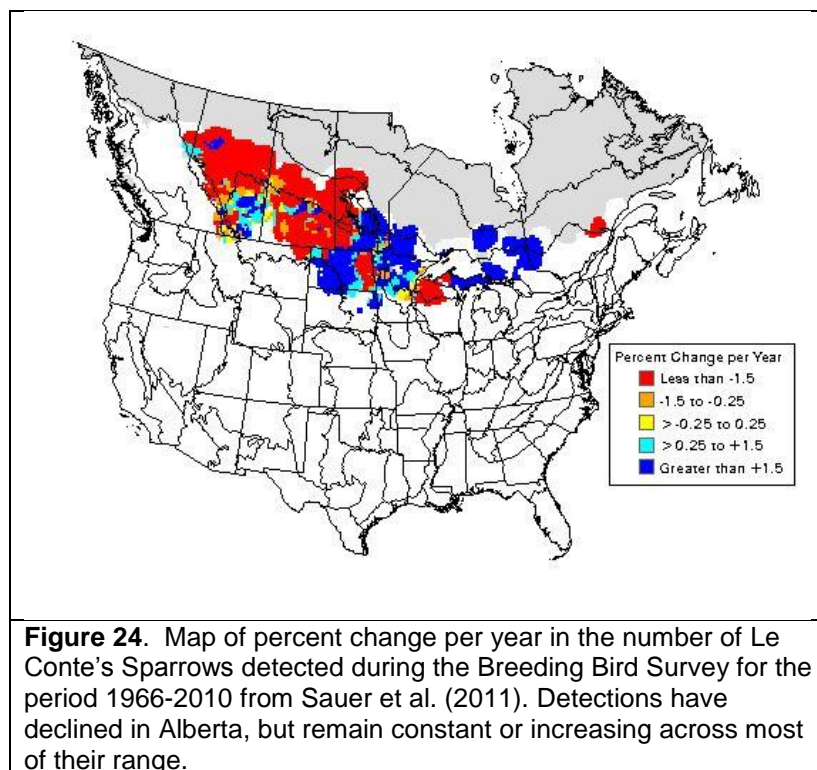 Percent Change per Year
Less than -1.5
-1.5 to -0.25
> -0.25 to 0.25
> 0.25 to +1.5
Greater than +1.5
Figure 24. Map of percent change per year in the number of Le
Conte's Sparrows detected during the Breeding Bird Survey for the
period 1966-2010 from Sauer et al. (2011). Detections have
declined in Alberta, but remain constant or increasing across most
of their range.